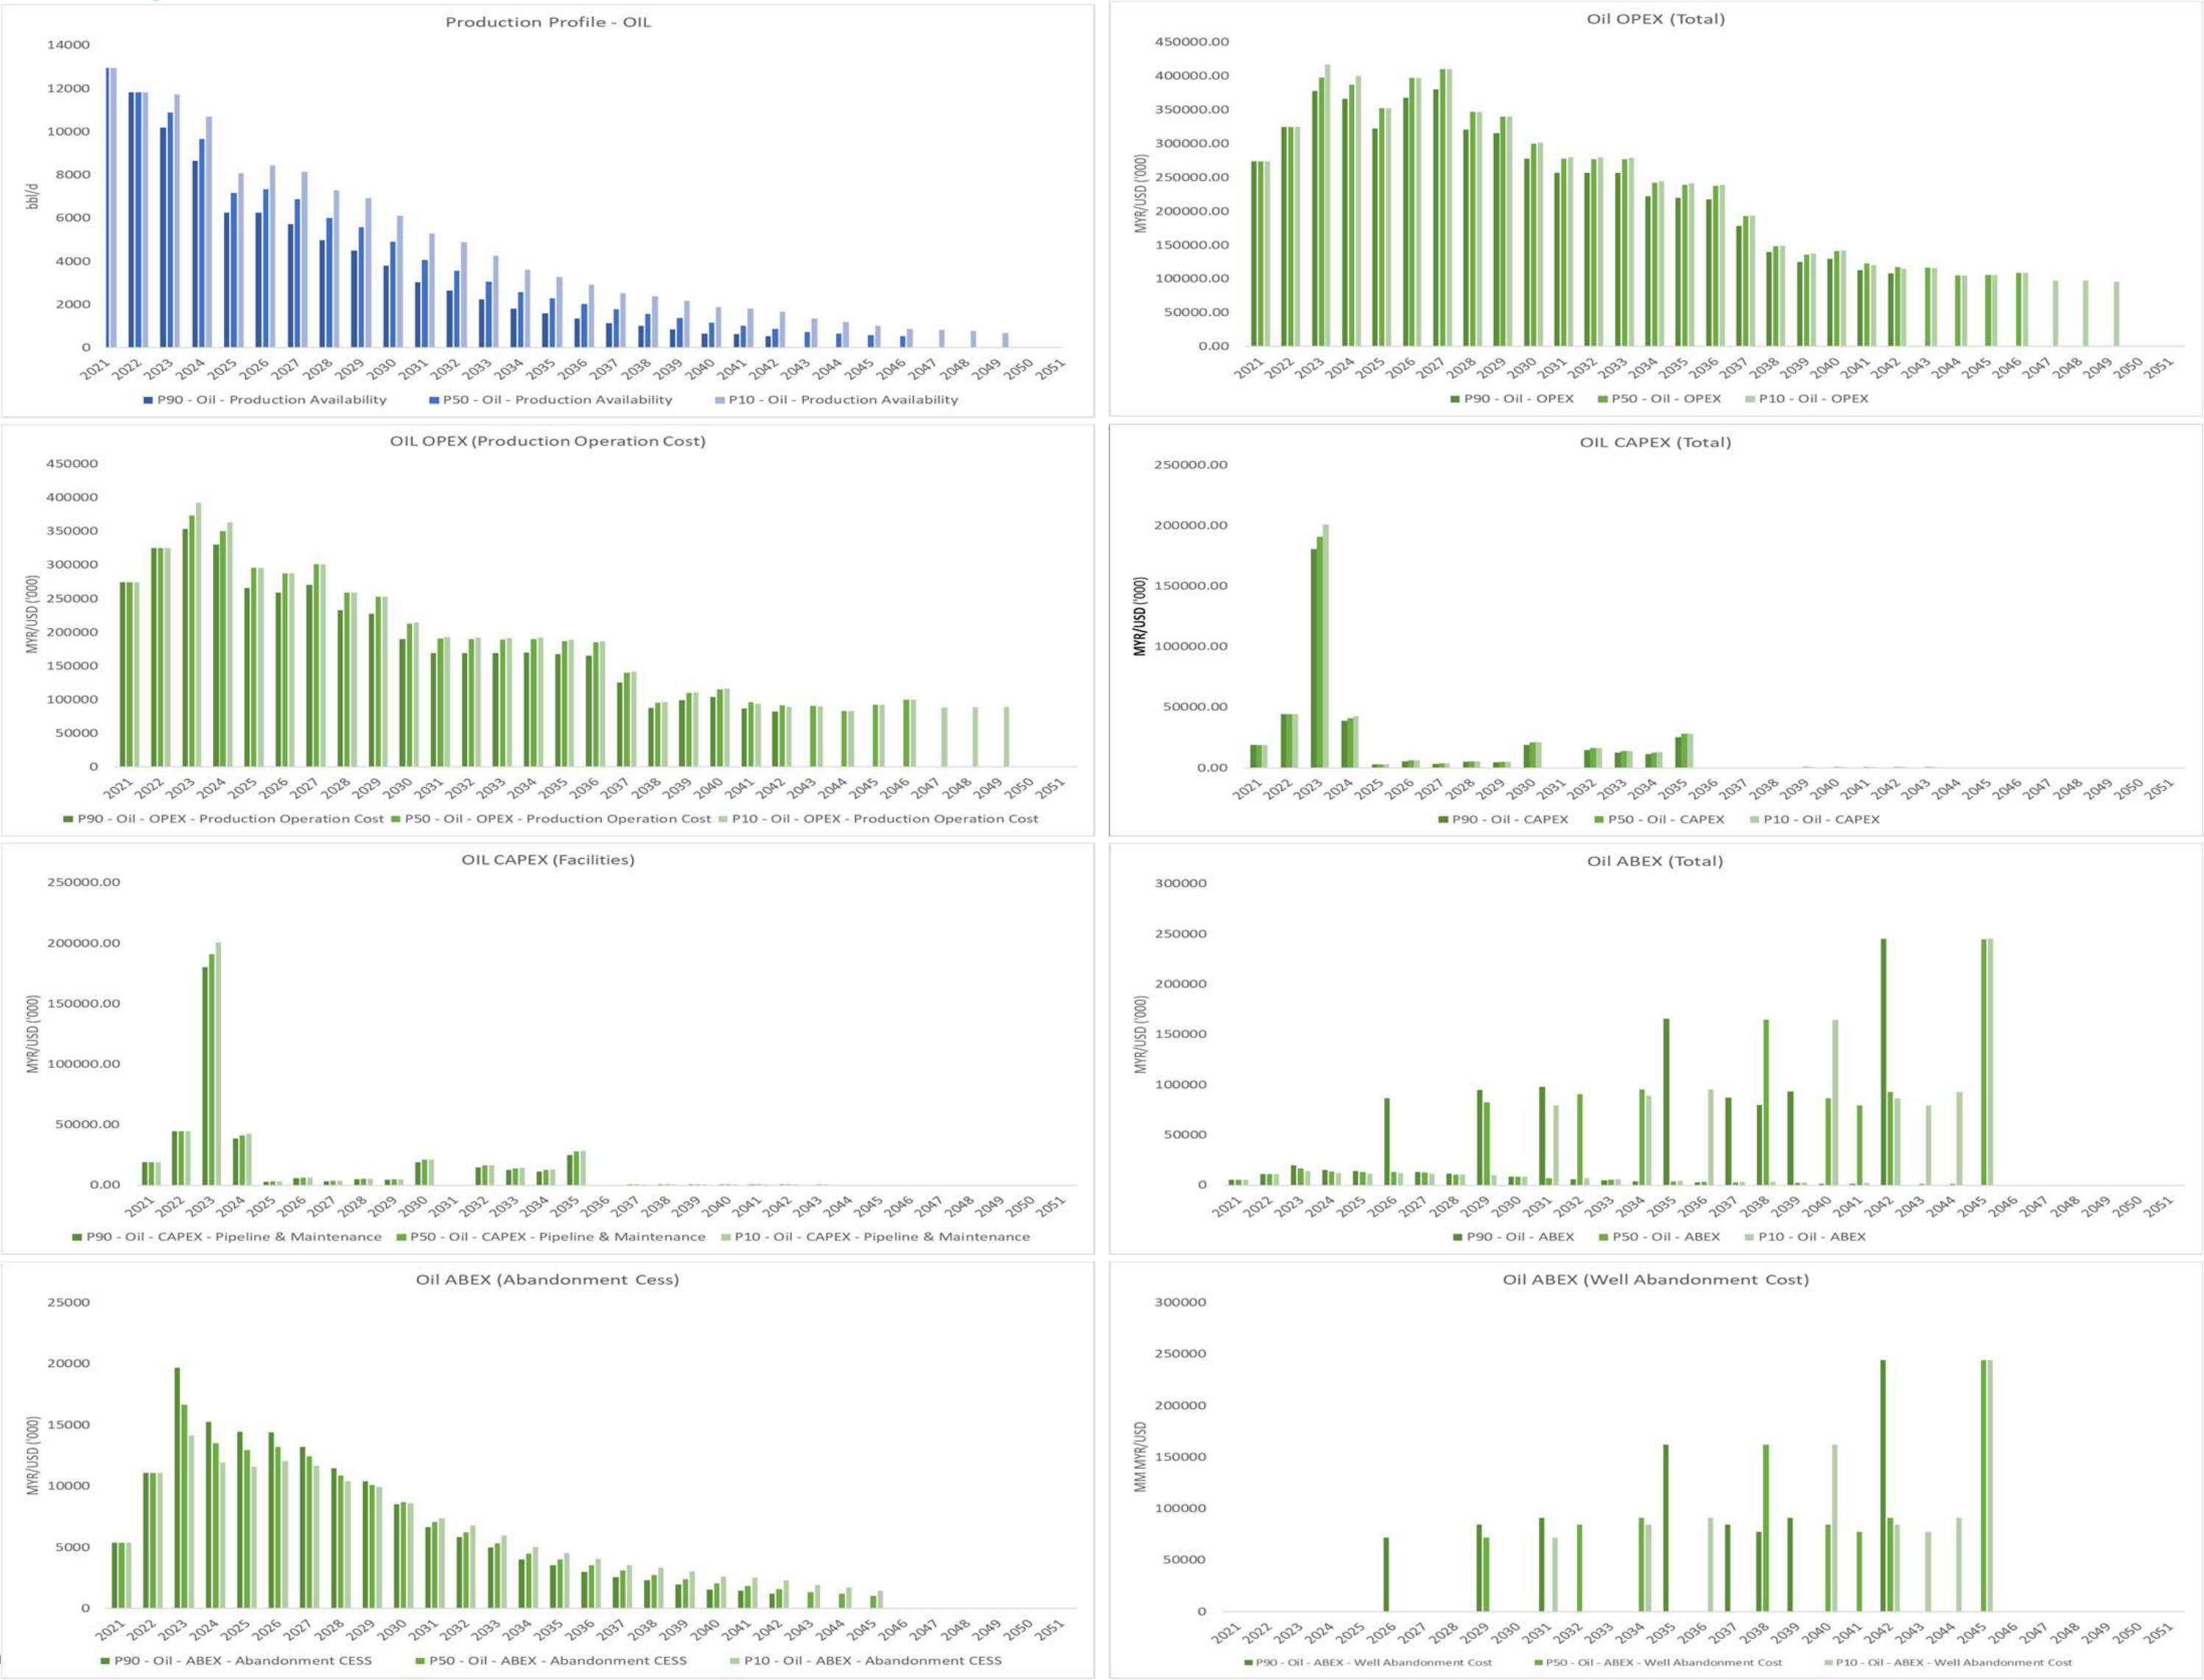 Production Profile - OIL
14000
12000
10000
8000
6000
4000
2000
0
bbl/d
2021 2022 2023 2024 2025 2026 2027 2028 2029 2030 2031 2032 2033 2034 2035 2036 2037 2038 2039 2040 2041 2042 2043 2044 2045 2046 2047 2048 2049 2050 2051
P90 - Oil - Production Availability P50 - Oil - Production Availability P10 - Oil - Production Availability
Oil OPEX (Total)
450000.00
400000.00
350000.00
300000.00
250000.00
200000.00
150000.00
100000.00
50000.00
0.00
MYR/USD ('000)
2021 2022 2023 2024 2025 2026 2027 2028 2029 2030 2031 2032 2033 2034 2035 2036 2037 2038 2039 2040 2041 2042 2043 2044 2045 2046 2047 2048 2049 2050 2051
P90 - Oil - OPEX P50 - Oil - OPEX P10 - Oil - OPEX
OIL OPEX (Production Operation Cost)
450000
400000
350000
300000
250000
200000
150000
100000
50000
0
MYR/USD ('000)
2021 2022 2023 2024 2025 2026 2027 2028 2029 2030 2031 2032 2033 2034 2035 2036 2037 2038 2039 2040 2041 2042 2043 2044 2045 2046 2047 2048 2049 2050 2051
P90 - Oil - OPEX - Production Operation Cost P50 - Oil - OPEX - Production Operation Cost P10 - Oil - OPEX - Production Operation Cost
OIL CAPEX (Total)
250000.00
200000.00
150000.00
100000.00
50000.00
0.00
MYR/USD ('000)
2021 2022 2023 2024 2025 2026 2027 2028 2029 2030 2031 2032 2033 2034 2035 2036 2037 2038 2039 2040 2041 2042 2043 2044 2045 2046 2047 2048 2049 2050 2051
P90 - Oil - CAPEX P50 - Oil - CAPEX P10 - Oil - CAPEX
OIL CAPEX (Facilities)
250000.00
200000.00
150000.00
100000.00
50000.00
0.00
MYR/USD ('000)
2021 2022 2023 2024 2025 2026 2027 2028 2029 2030 2031 2032 2033 2034 2035 2036 2037 2038 2039 2040 2041 2042 2043 2044 2045 2046 2047 2048 2049 2050 2051
P90 - Oil - CAPEX - Pipeline & Maintenance P50 - Oil - CAPEX - Pipeline & Maintenance P10 - Oil - CAPEX - Pipeline & Maintenance
Oil ABEX (Total)
300000
250000
200000
150000
100000
50000
0
MYR/USD ('000)
2021 2022 2023 2024 2025 2026 2027 2028 2029 2030 2031 2032 2033 2034 2035 2036 2037 2038 2039 2040 2041 2042 2043 2044 2045 2046 2047 2048 2049 2050 2051
P90 - Oil - ABEX P50 - Oil - ABEX P10 - Oil - ABEX
Oil ABEX (Abandonment Cess)
25000
20000
15000
10000
5000
0
MYR/USD ('000)
2021 2022 2023 2024 2025 2026 2027 2028 2029 2030 2031 2032 2033 2034 2035 2036 2037 2038 2039 2040 2041 2042 2043 2044 2045 2046 2047 2048 2049 2050 2051
P90 - Oil - ABEX - Abandonment CESS P50 - Oil - ABEX - Abandonment CESS P10 - Oil - ABEX - Abandonment CESS
Oil ABEX (Well Abandonment Cost)
300000
250000
200000
150000
100000
50000
0
MM MYR/USD
2021 2022 2023 2024 2025 2026 2027 2028 2029 2030 2031 2032 2033 2034 2035 2036 2037 2038 2039 2040 2041 2042 2043 2044 2045 2046 2047 2048 2049 2050 2051
P90 - Oil - ABEX - Well Abandonment Cost P50 - Oil - ABEX - Well Abandonment Cost P10 - Oil - ABEX - Well Abandonment Cost